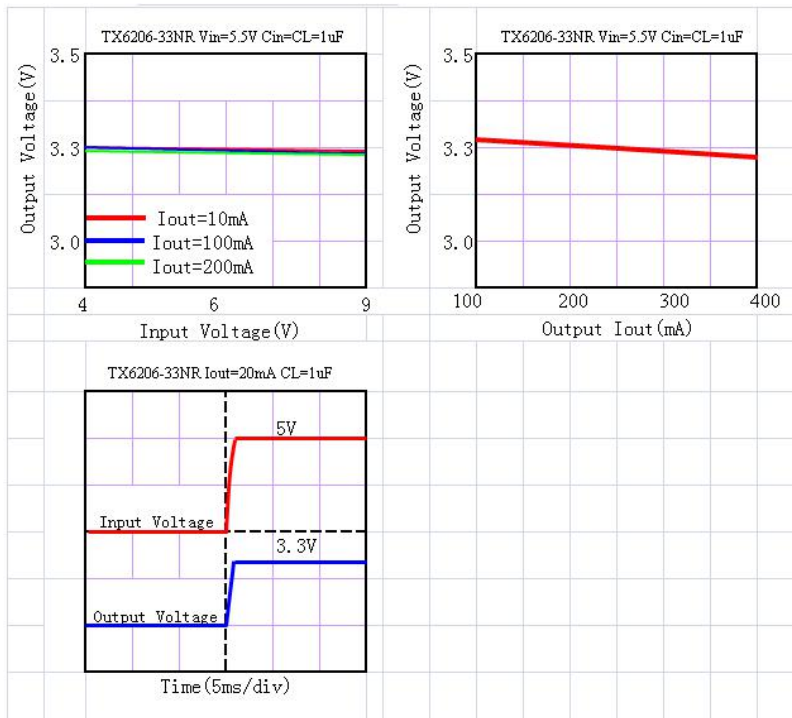 TX6206-33NR Vin=5.5V Cin=CL=1uF
3.5
3.3
3.0
Output Voltage(V)
Iout=10mA
Iout=100mA
Iout=200mA
4
6
9
Input Voltage(V)
TX6206-33NR Vin=5.5V Cin=CL=1uF
3.5
3.3
3.0
Output Voltage(V)
100
200
300
400
Output Iout(mA)
TX6206-33NR Iout=20mA CL=1uF
5V
Input Voltage
3.3V
Output Voltage
Time(5ms/div)